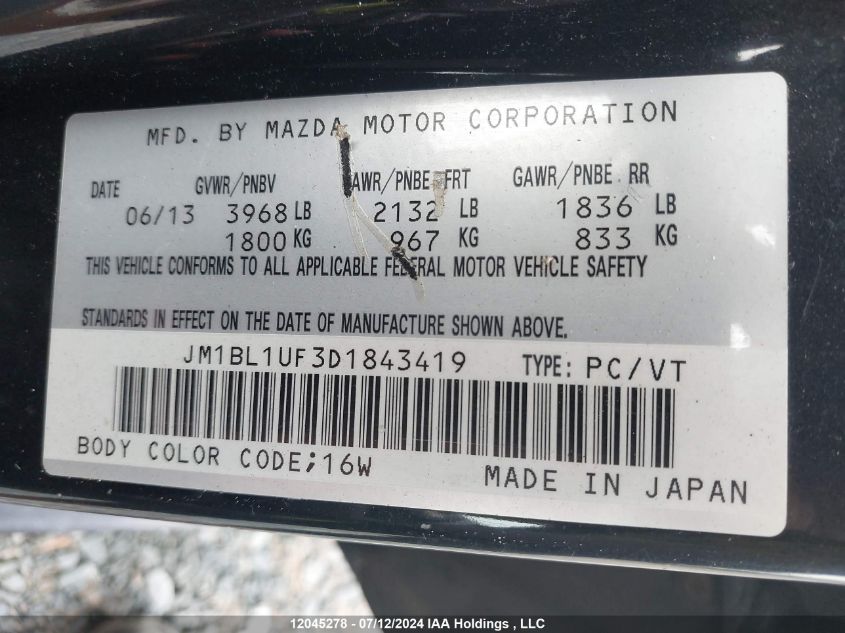 MFD. BY MAZDA MOTOR CORPORATION
DATE GVWR/PNBV AWR/PNBE FRT GAWR/PNBE RR
06/13 3968 LB 2132 LB 1836 LB
1800 KG 967 KG 833 KG
THIS VEHICLE CONFORMS TO ALL APPLICABLE FEDERAL MOTOR VEHICLE SAFETY
STANDARDS IN EFFECT ON THE DATE OF MANUFACTURE SHOWN ABOVE.
JM1BL1UF3D1843419 TYPE: PC/VT
BODY COLOR CODE;16W
MADE IN JAPAN
12045278 - 07/12/2024 IAA Holdings , LLC